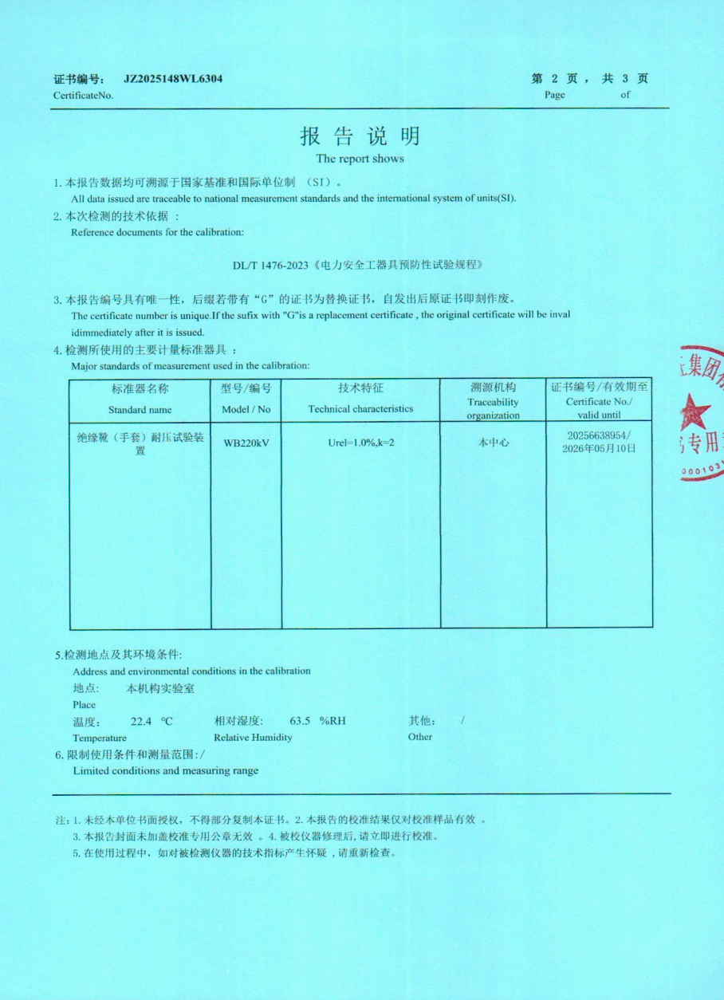 证书编号： JZ2025148WL6304
CertificateNo.
第 2 页 ， 共 3 页
Page of
报 告 说 明
The report shows
1. 本报告数据均可溯源于国家基准和国际单位制 （SI）。
All data issued are traceable to national measurement standards and the international system of units(SI).
2. 本次检测的技术依据 ：
Reference documents for the calibration:
DL/T 1476-2023《电力安全工器具预防性试验规程》
3. 本报告编号具有唯一性，后缀若带有“G”的证书为替换证书，自发出后原证书即刻作废。
The certificate number is unique.If the sufix with "G"is a replacement certificate , the original certificate will be inval
idimmediately after it is issued.
4. 检测所使用的主要计量标准器具 ：
Major standards of measurement used in the calibration:
标准器名称 型号/编号 技术特征 溯源机构 证书编号/有效期至
Standard name Model / No Technical characteristics Traceability organization Certificate No./ valid until
绝缘靴（手套）耐压试验装置 WB220kV Urel=1.0%,k=2 本中心 20256638954/
2026年05月10日
5.检测地点及其环境条件:
Address and environmental conditions in the calibration
地点: 本机构实验室
Place
温度： 22.4 ℃ 相对湿度: 63.5 %RH 其他： /
Temperature Relative Humidity Other
6. 限制使用条件和测量范围:/
Limited conditions and measuring range
注：1. 未经本单位书面授权，不得部分复制本证书。2. 本报告的校准结果仅对校准样品有效 。
3. 本报告封面未加盖校准专用公章无效 。4. 被校仪器修理后,请立即进行校准。
5. 在使用过程中，如对被检测仪器的技术指标产生怀疑 ,请重新检查。
集团
专用
000103